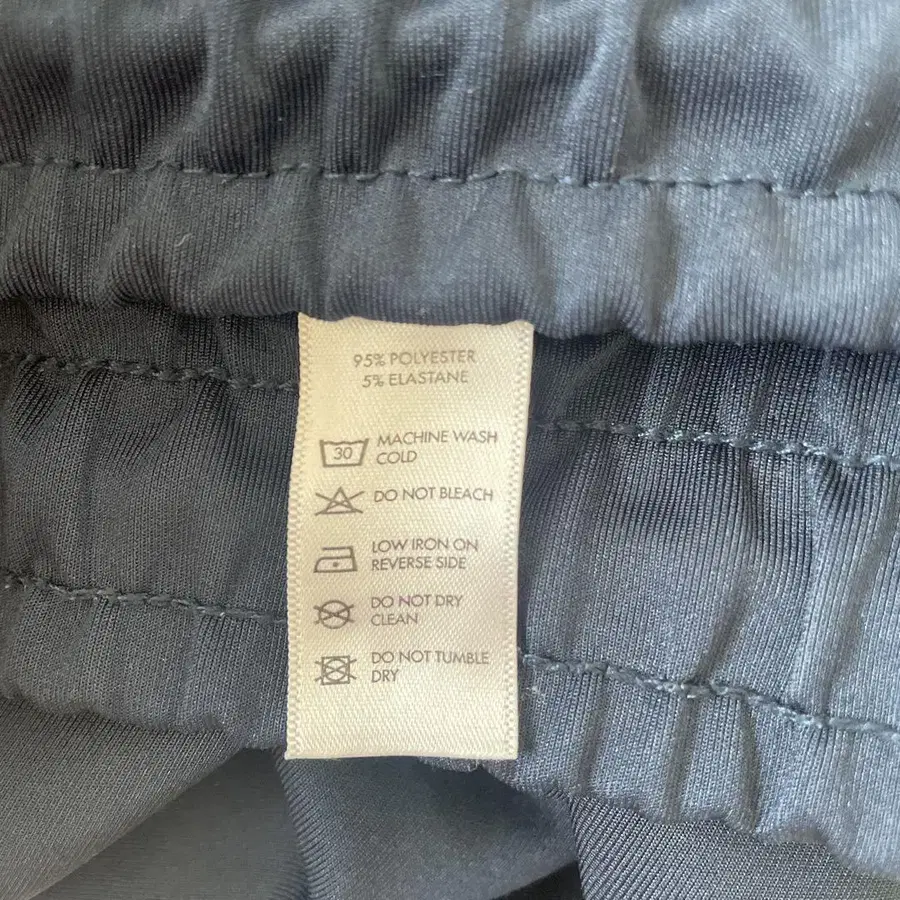 95% POLYESTER
5% ELASTANE
30 MACHINE WASH
COLD
DO NOT BLEACH
LOW IRON ON
REVERSE SIDE
DO NOT DRY
CLEAN
DO NOT TUMBLE
DRY